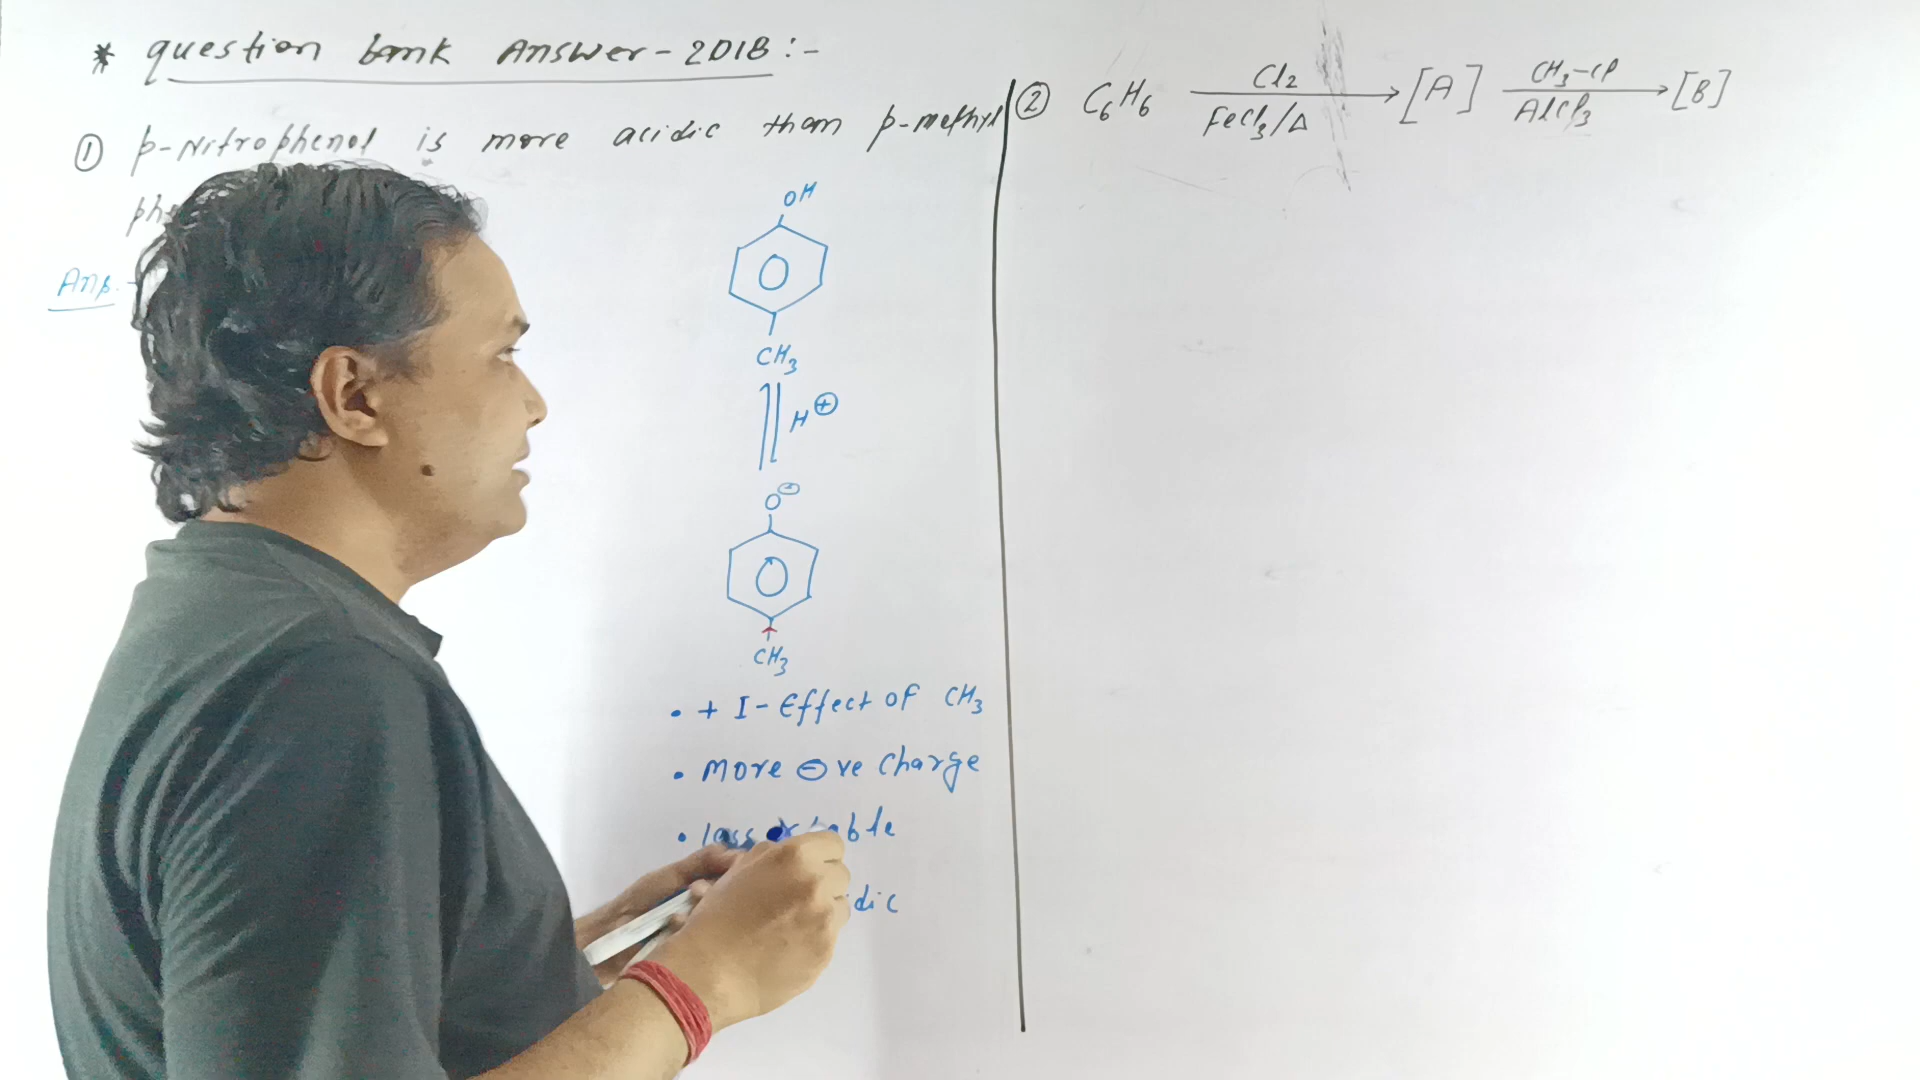 * question bank Answer - 2018 :-
① p-Nitrophenol is more acidic than p-methyl
Ans. -
OH
CH3
H⊕
O⊖
CH3
• + I - Effect of CH3
• More ⊖ve charge
• less stable
② C6H6 Cl2 FeCl3/Δ → [A] CH3-Cl AlCl3 → [B]